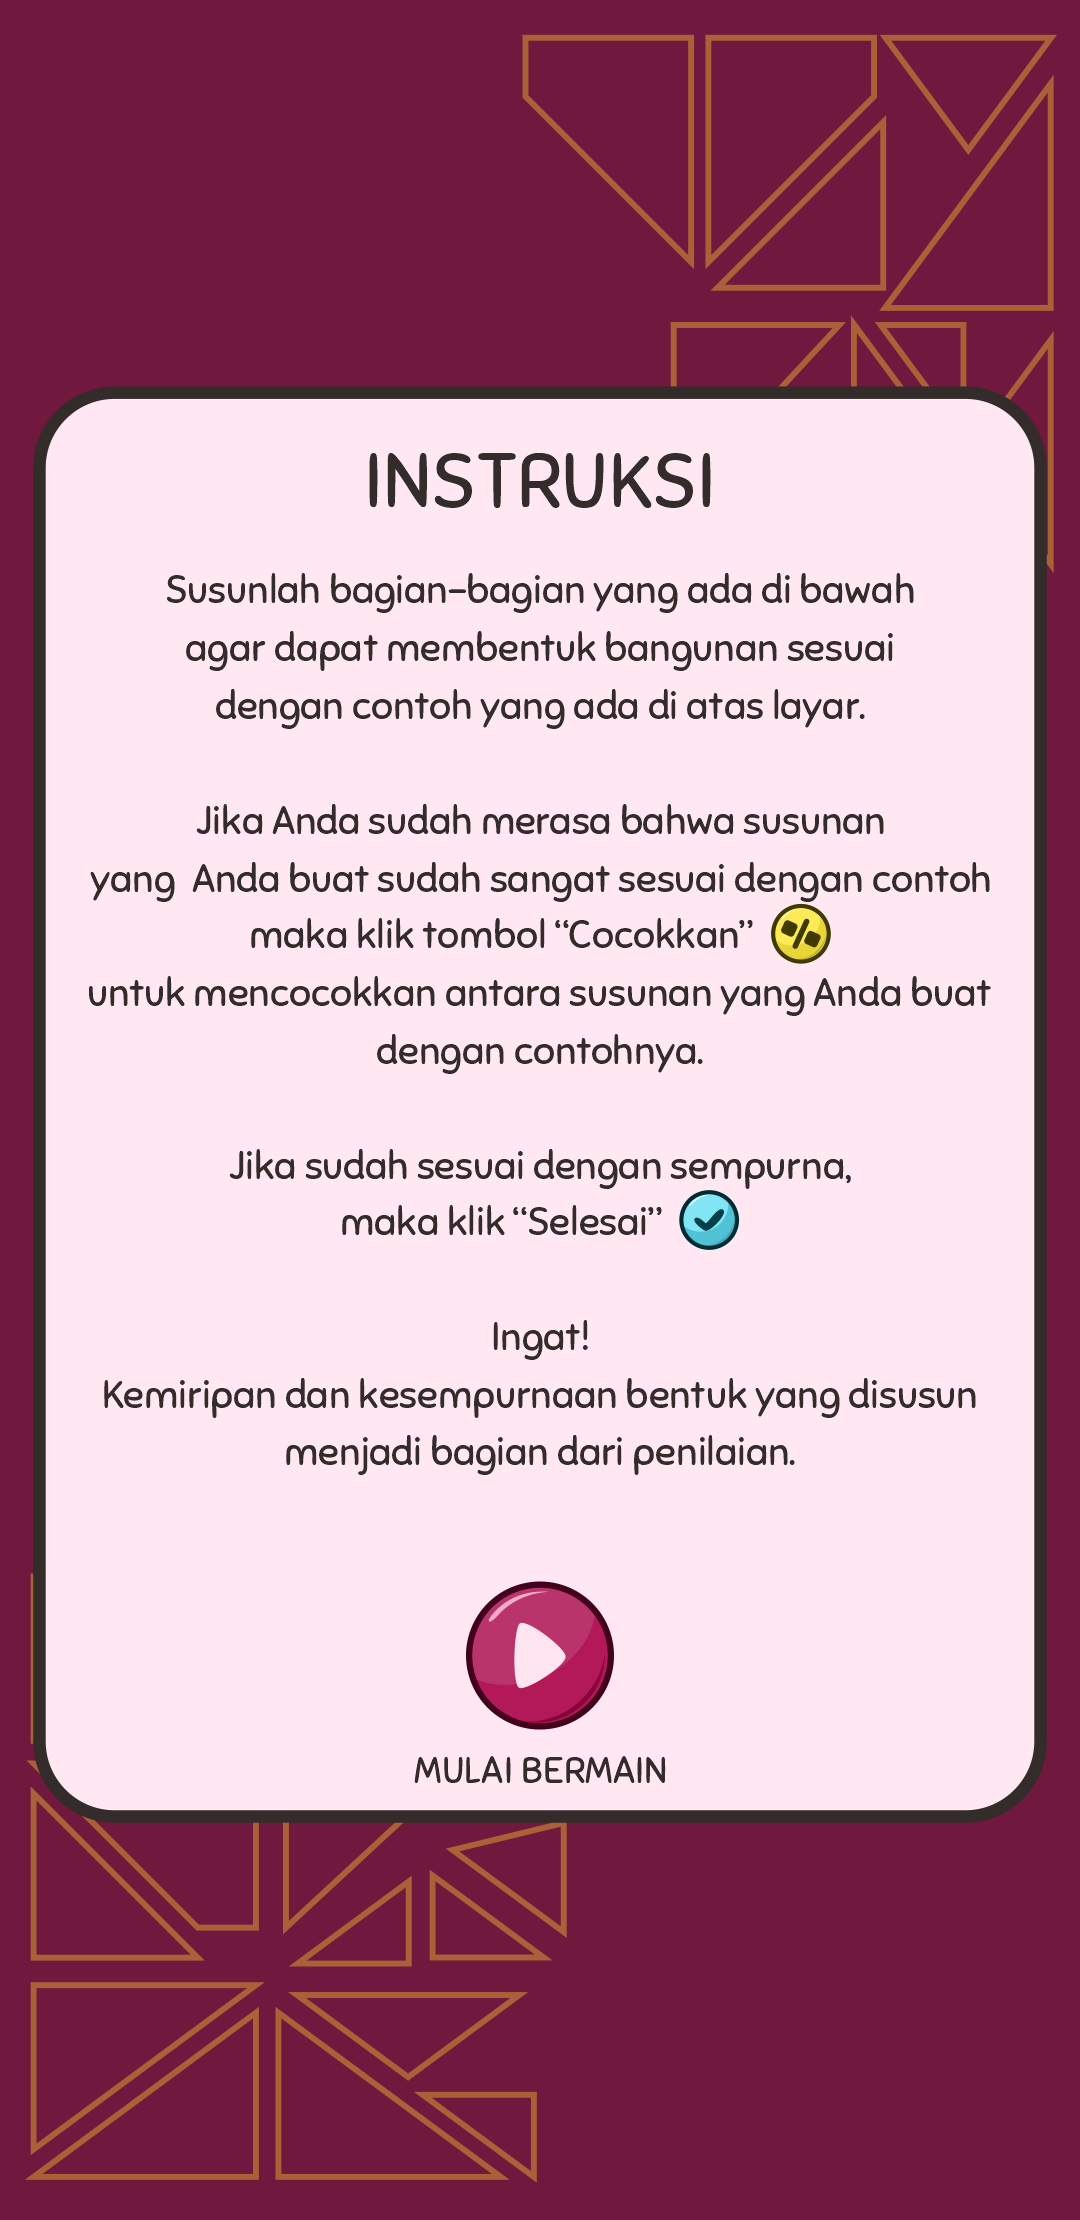 INSTRUKSI
Susunlah bagian-bagian yang ada di bawah
agar dapat membentuk bangunan sesuai
dengan contoh yang ada di atas layar.
Jika Anda sudah merasa bahwa susunan
yang Anda buat sudah sangat sesuai dengan contoh
maka klik tombol “Cocokkan”
untuk mencocokkan antara susunan yang Anda buat
dengan contohnya.
Jika sudah sesuai dengan sempurna,
maka klik “Selesai”
Ingat!
Kemiripan dan kesempurnaan bentuk yang disusun
menjadi bagian dari penilaian.
MULAI BERMAIN